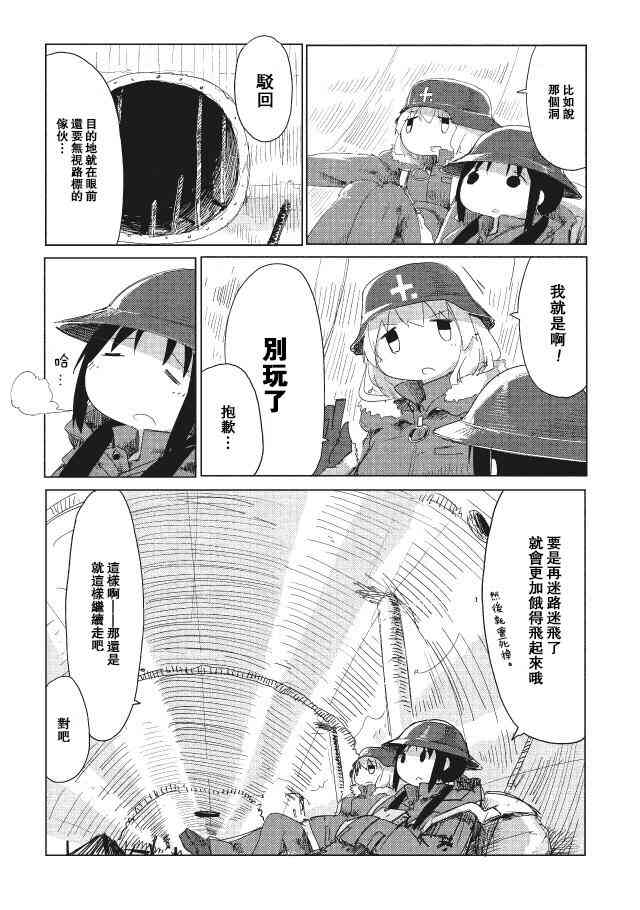 比如說
那個洞
駁回
目的地就在眼前
還要無視路標的
傢伙…
我就是啊！
別玩了
抱歉…
哈…
要是再迷路迷飛了
就會更加餓得飛起來哦
然後就會死掉。
這樣啊——那還是
就這樣繼續走吧
對吧